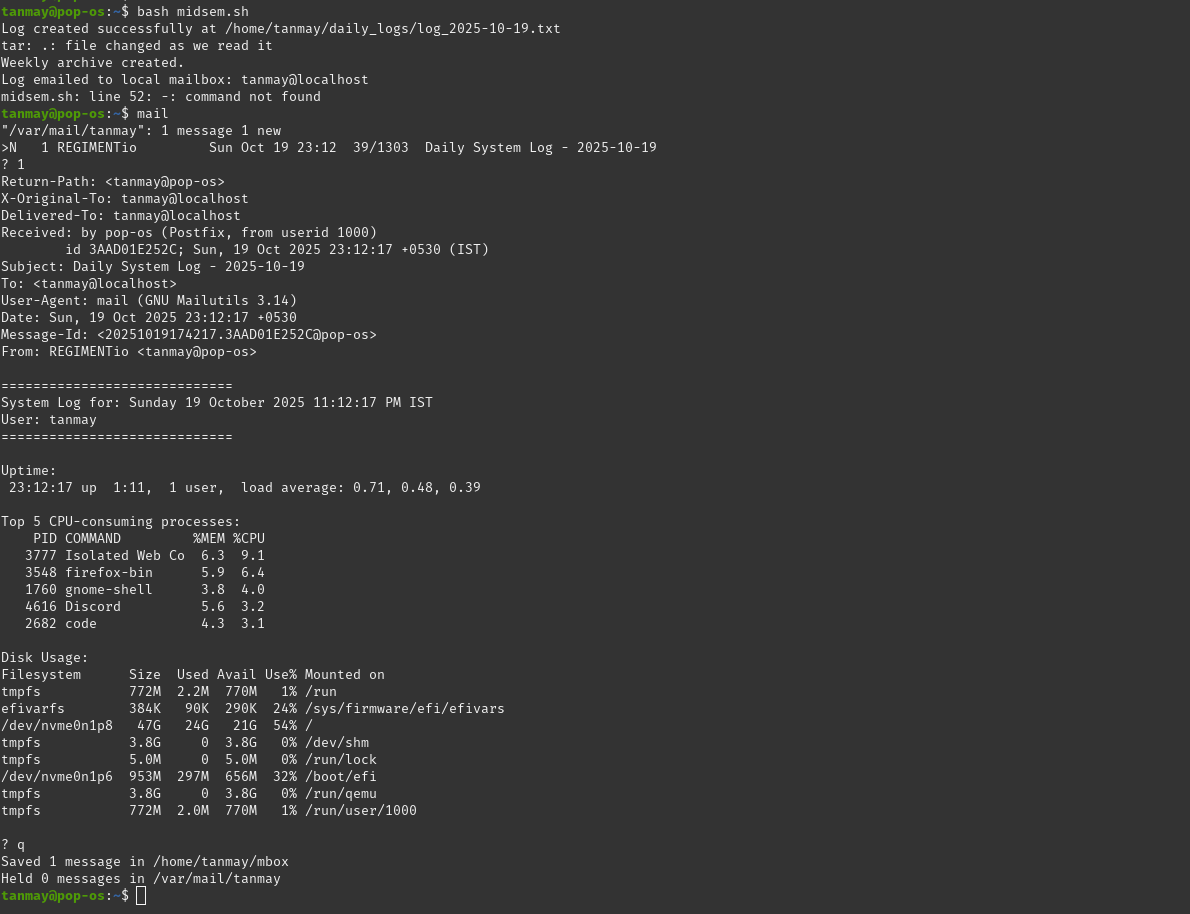 tanmay@pop-os:~$ bash midsem.sh
Log created successfully at /home/tanmay/daily_logs/log_2025-10-19.txt
tar: .: file changed as we read it
Weekly archive created.
Log emailed to local mailbox: tanmay@localhost
midsem.sh: line 52: -: command not found
tanmay@pop-os:~$ mail
"/var/mail/tanmay": 1 message 1 new
>N   1 REGIMENTio         Sun Oct 19 23:12  39/1303  Daily System Log - 2025-10-19
? 1
Return-Path: <tanmay@pop-os>
X-Original-To: tanmay@localhost
Delivered-To: tanmay@localhost
Received: by pop-os (Postfix, from userid 1000)
        id 3AAD01E252C; Sun, 19 Oct 2025 23:12:17 +0530 (IST)
Subject: Daily System Log - 2025-10-19
To: <tanmay@localhost>
User-Agent: mail (GNU Mailutils 3.14)
Date: Sun, 19 Oct 2025 23:12:17 +0530
Message-Id: <20251019174217.3AAD01E252C@pop-os>
From: REGIMENTio <tanmay@pop-os>

=============================
System Log for: Sunday 19 October 2025 11:12:17 PM IST
User: tanmay
=============================

Uptime:
 23:12:17 up  1:11,  1 user,  load average: 0.71, 0.48, 0.39

Top 5 CPU-consuming processes:
    PID COMMAND         %MEM %CPU
   3777 Isolated Web Co  6.3  9.1
   3548 firefox-bin      5.9  6.4
   1760 gnome-shell      3.8  4.0
   4616 Discord          5.6  3.2
   2682 code             4.3  3.1

Disk Usage:
Filesystem      Size  Used Avail Use% Mounted on
tmpfs           772M  2.2M  770M   1% /run
efivarfs        384K   90K  290K  24% /sys/firmware/efi/efivars
/dev/nvme0n1p8   47G   24G   21G  54% /
tmpfs           3.8G     0  3.8G   0% /dev/shm
tmpfs           5.0M     0  5.0M   0% /run/lock
/dev/nvme0n1p6  953M  297M  656M  32% /boot/efi
tmpfs           3.8G     0  3.8G   0% /run/qemu
tmpfs           772M  2.0M  770M   1% /run/user/1000

? q
Saved 1 message in /home/tanmay/mbox
Held 0 messages in /var/mail/tanmay
tanmay@pop-os:~$